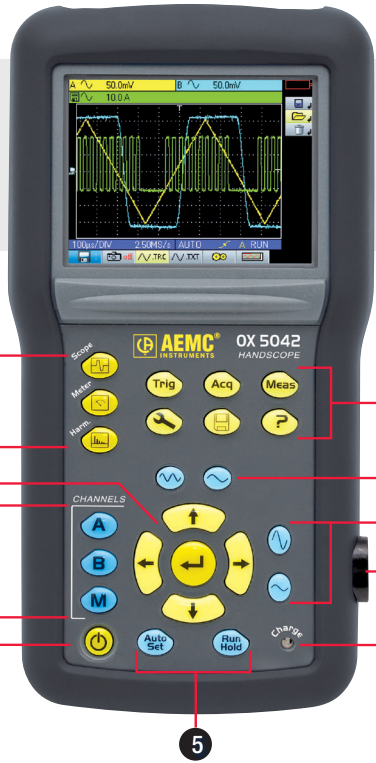 A 50.0mV B 50.0mV
10.0 A
T
100µs/DIV 2.50MS/s AUTO A RUN
off .TRC .TXT
AEMC®
INSTRUMENTS
OX 5042
HANDSCOPE
Scope
Meter
Harm.
Trig Acq Meas
?
CHANNELS
A
B
M
Auto
Set
Run
Hold
Charge
5